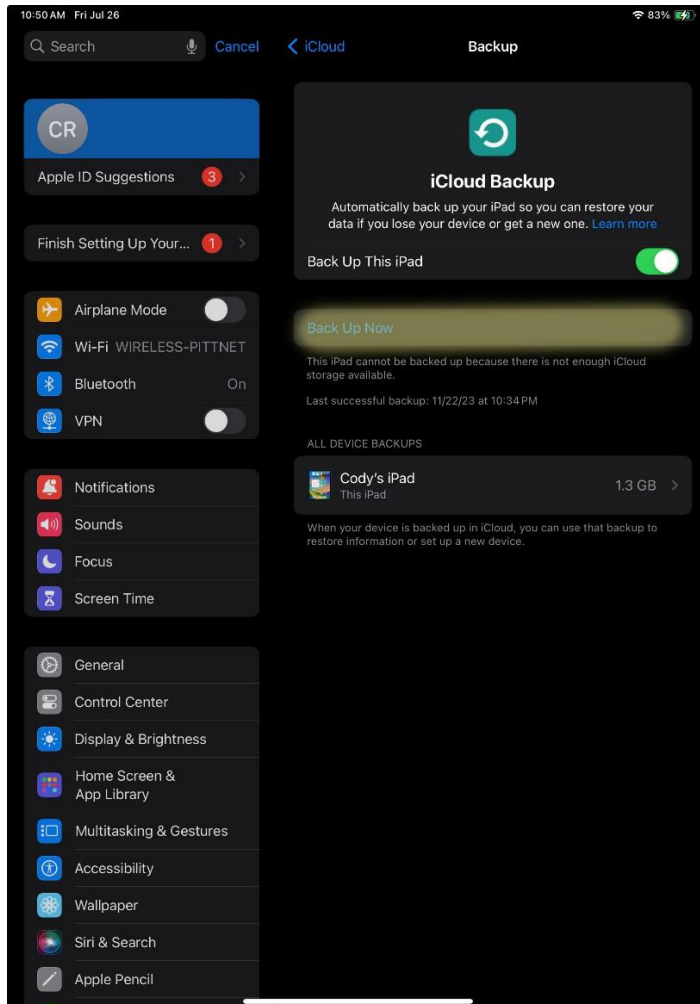 10:50 AM Fri Jul 26
83%
Search
Cancel
CR
Apple ID Suggestions 3
Finish Setting Up Your... 1
Airplane Mode
Wi-Fi WIRELESS-PITTNET
Bluetooth On
VPN
Notifications
Sounds
Focus
Screen Time
General
Control Center
Display & Brightness
Home Screen &
App Library
Multitasking & Gestures
Accessibility
Wallpaper
Siri & Search
Apple Pencil
iCloud
Backup
iCloud Backup
Automatically back up your iPad so you can restore your
data if you lose your device or get a new one. Learn more
Back Up This iPad
Back Up Now
This iPad cannot be backed up because there is not enough iCloud
storage available.
Last successful backup: 11/22/23 at 10:34 PM
ALL DEVICE BACKUPS
Cody's iPad
This iPad
1.3 GB
When your device is backed up in iCloud, you can use that backup to
restore information or set up a new device.